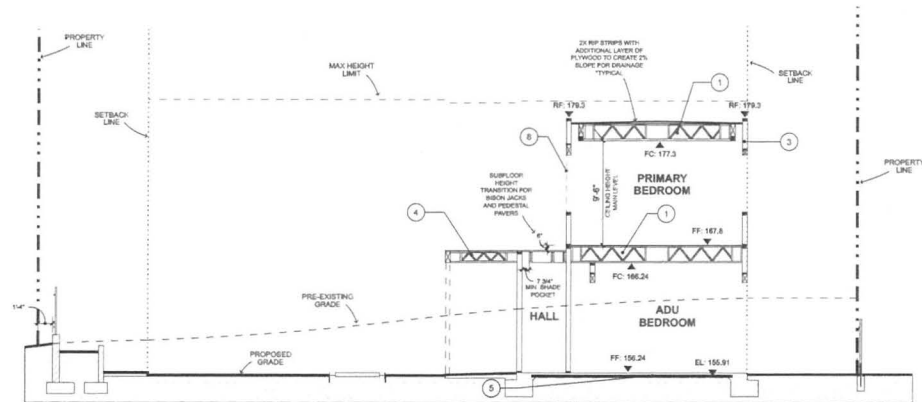 PROPERTY
LINE
MAX HEIGHT
LIMIT
SETBACK
LINE
2X RIP STRIPS WITH
ADDITIONAL LAYER OF
PLYWOOD TO CREATE 2%
SLOPE FOR DRAINAGE
*TYPICAL
1
SETBACK
LINE
RF: 179.3
RF: 179.3
8
3
FC: 177.3
PROPERTY
LINE
SUBFLOOR
HEIGHT
TRANSITION FOR
BISON JACKS
AND PEDESTAL
PAVERS
9'-6"
CEILING HEIGHT
MAIN LEVEL
PRIMARY
BEDROOM
4
6"
1
FF: 167.8
FC: 166.24
7 3/4"
MIN. SHADE
POCKET
PRE-EXISTING
GRADE
HALL
ADU
BEDROOM
PROPOSED
GRADE
FF: 156.24
EL: 155.91
5